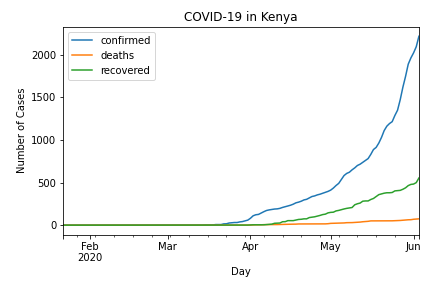 COVID-19 in Kenya
confirmed
deaths
recovered
Number of Cases
2000
1500
1000
500
0
Feb Mar Apr May Jun
2020
Day